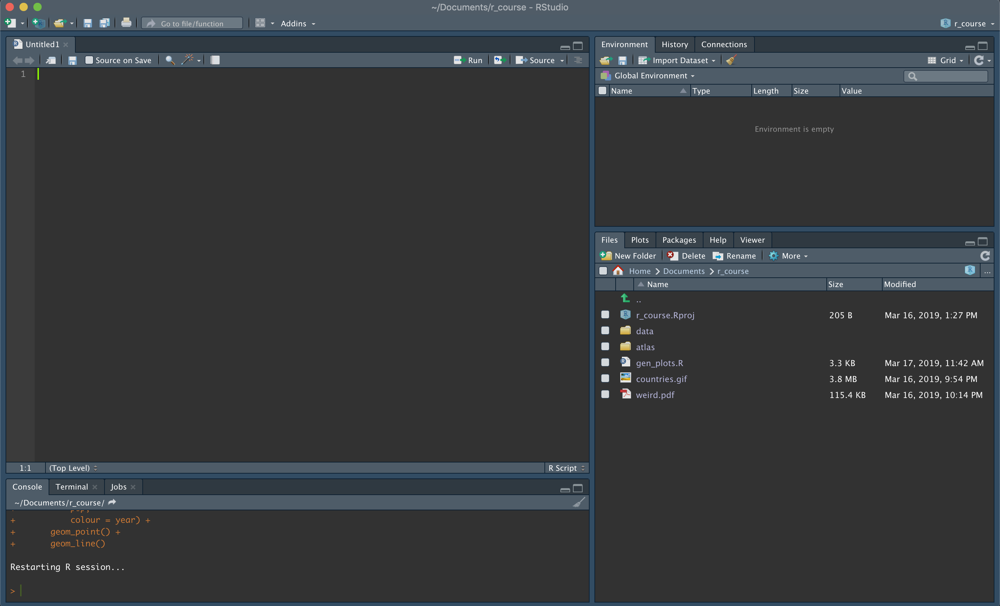 ~/Documents/r_course - RStudio
Go to file/function
Addins
r_course
Untitled1
Source on Save
Run
Source
1
1:1
(Top Level)
R Script
Console
Terminal
Jobs
~/Documents/r_course/
+ pop,
+ colour = year) +
+ geom_point() +
+ geom_line()
Restarting R session...
>
Environment
History
Connections
Import Dataset
Grid
Global Environment
Name
Type
Length
Size
Value
Environment is empty
Files
Plots
Packages
Help
Viewer
New Folder
Delete
Rename
More
Home
Documents
r_course
...
Name
Size
Modified
..
r_course.Rproj 205 B Mar 16, 2019, 1:27 PM
data
atlas
gen_plots.R 3.3 KB Mar 17, 2019, 11:42 AM
countries.gif 3.8 MB Mar 16, 2019, 9:54 PM
weird.pdf 115.4 KB Mar 16, 2019, 10:14 PM